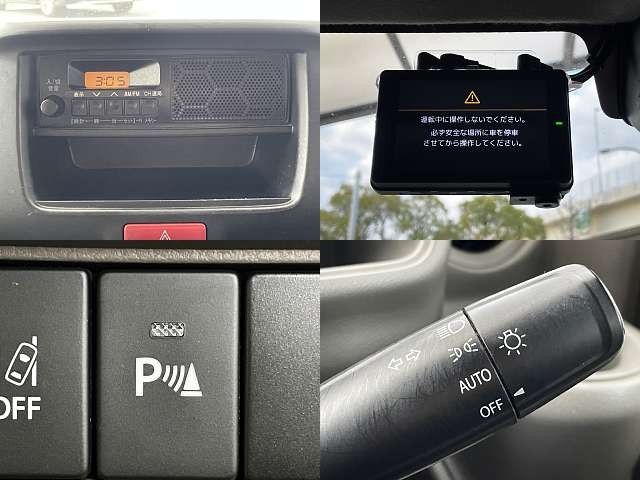 入/切
音量
3:05
表示 ∨ ∧ AM/FM CH選局
運転中に操作しないでください。
必ず安全な場所に車を停車
させてから操作してください。
OFF
P
AUTO
OFF